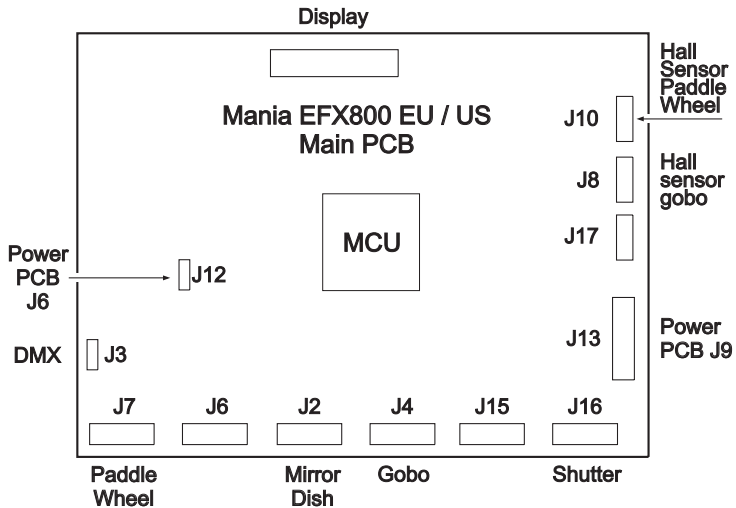 Display
Hall
Sensor
Paddle
Wheel
Mania EFX800 EU / US
Main PCB
J10
J8
Hall
sensor
gobo
J17
MCU
Power
PCB
J6
J12
J13
Power
PCB J9
DMX
J3
J7
J6
J2
J4
J15
J16
Paddle
Wheel
Mirror
Dish
Gobo
Shutter